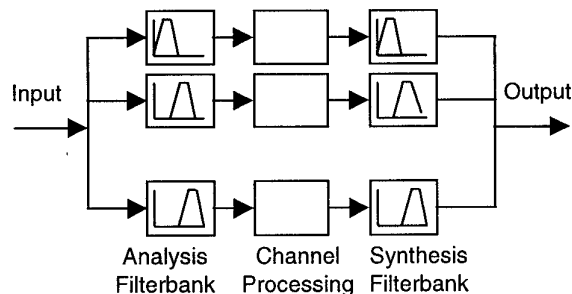 Input
Output
Analysis Filterbank
Channel Processing
Synthesis Filterbank